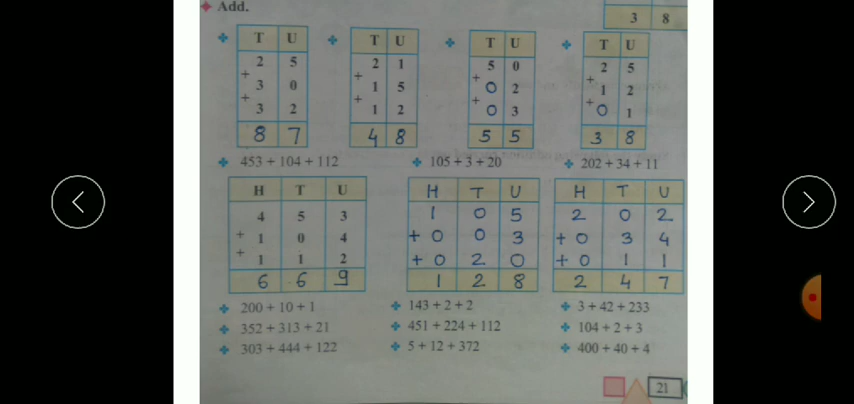 Add.
3 8
T U
2 5
+ 3 0
+ 3 2
8 7
T U
2 1
+ 1 5
+ 1 2
4 8
T U
5 0
+ 0 2
+ 0 3
5 5
T U
2 5
+ 1 2
+ 0 1
3 8
453 + 104 + 112
105 + 3 + 20
202 + 34 + 11
H T U
4 5 3
+ 1 0 4
+ 1 1 2
6 6 9
H T U
1 0 5
+ 0 0 3
+ 0 2 0
1 2 8
H T U
2 0 2
+ 0 3 4
+ 0 1 1
2 4 7
200 + 10 + 1
143 + 2 + 2
3 + 42 + 233
352 + 313 + 21
451 + 224 + 112
104 + 2 + 3
303 + 444 + 122
5 + 12 + 372
400 + 40 + 4
21